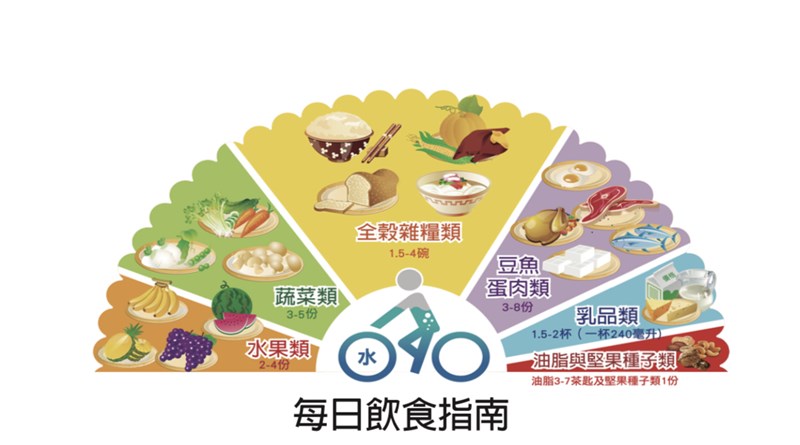 全穀雜糧類
1.5-4碗
豆魚
蛋肉類
3-8份
蔬菜類
3-5份
乳品類
1.5-2杯（一杯240毫升）
水果類
2-4份
水
油脂與堅果種子類
油脂3-7茶匙及堅果種子類1份
每日飲食指南